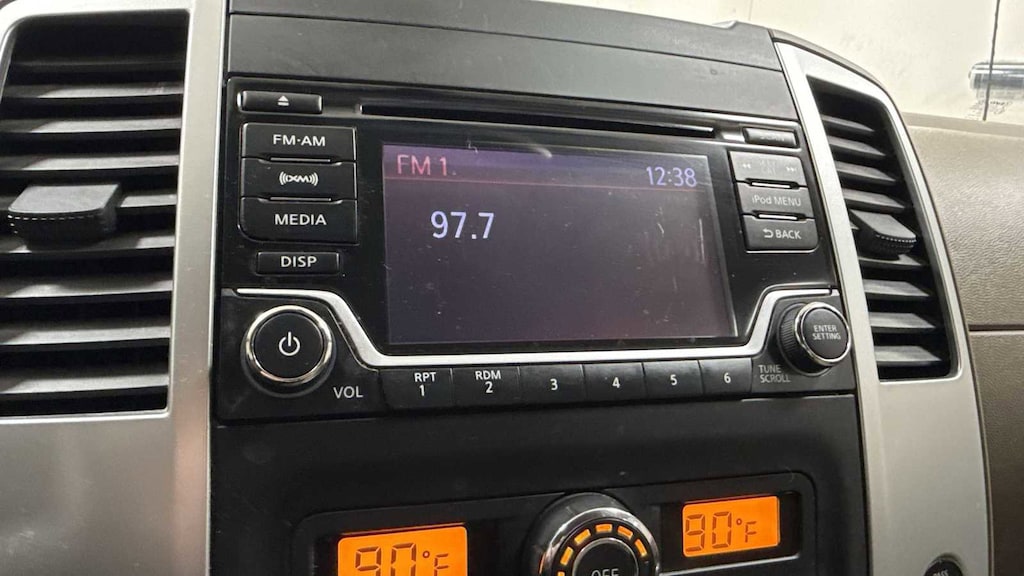 FM·AM
((XM))
MEDIA
DISP
FM 1.
12:38
97.7
iPod MENU
BACK
VOL
RPT
1
RDM
2
3
4
5
6
ENTER
SETTING
TUNE
SCROLL
90°F
90°F
OFF